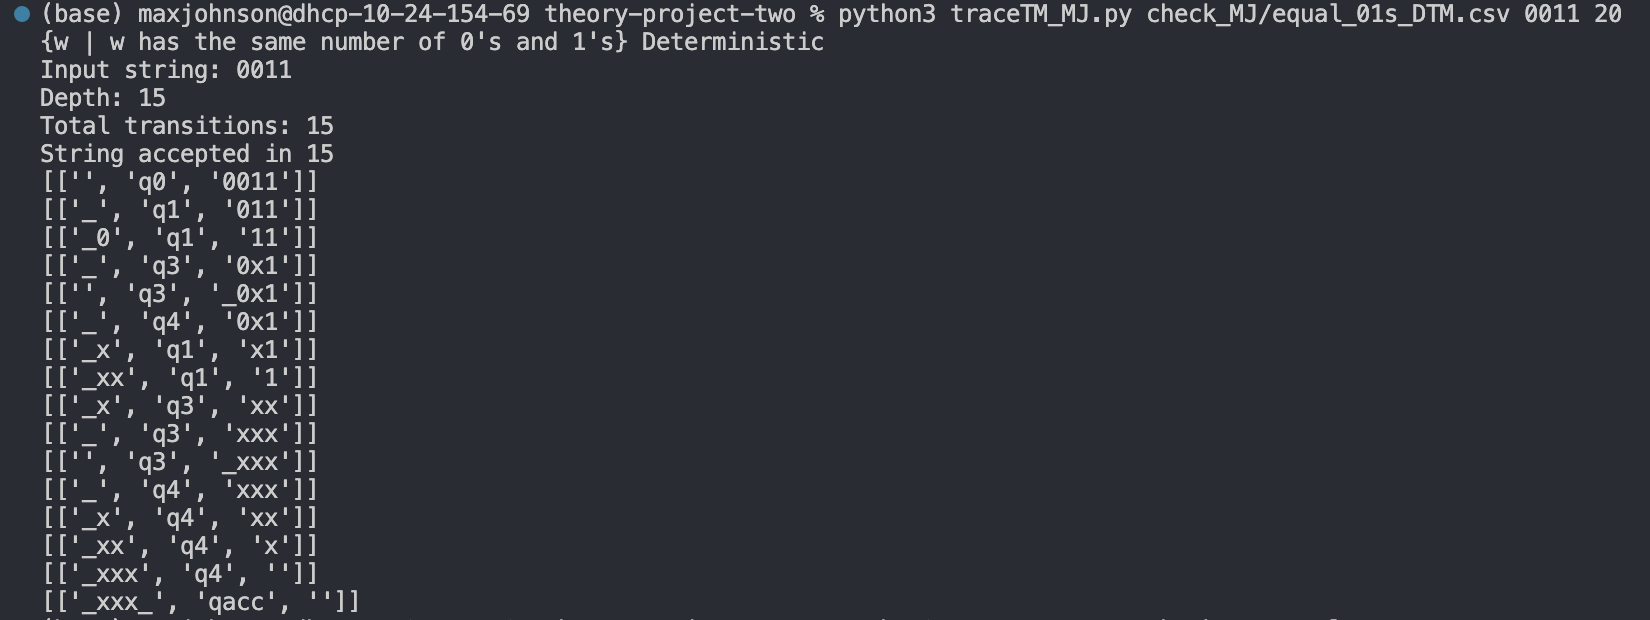 (base) maxjohnson@dhcp-10-24-154-69 theory-project-two % python3 traceTM_MJ.py check_MJ/equal_01s_DTM.csv 0011 20
{w | w has the same number of 0's and 1's} Deterministic
Input string: 0011
Depth: 15
Total transitions: 15
String accepted in 15
[['', 'q0', '0011']]
[['_', 'q1', '011']]
[['_0', 'q1', '11']]
[['_', 'q3', '0x1']]
[['', 'q3', '_0x1']]
[['_', 'q4', '0x1']]
[['_x', 'q1', 'x1']]
[['_xx', 'q1', '1']]
[['_x', 'q3', 'xx']]
[['_', 'q3', 'xxx']]
[['', 'q3', '_xxx']]
[['_', 'q4', 'xxx']]
[['_x', 'q4', 'xx']]
[['_xx', 'q4', 'x']]
[['_xxx', 'q4', '']]
[['_xxx_', 'qacc', '']]